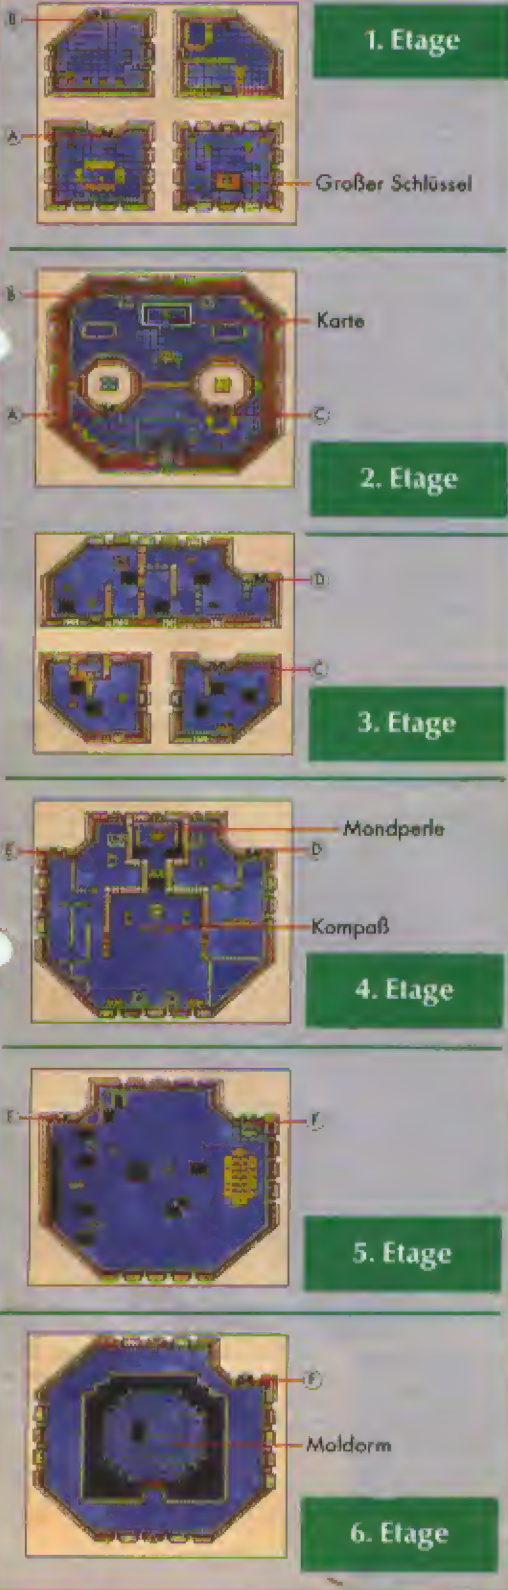 B
1. Etage
A
Großer Schlüssel
B
Karte
A
C
2. Etage
D
C
3. Etage
Mondperle
E
D
Kompaß
4. Etage
E
F
5. Etage
F
Moldorm
6. Etage